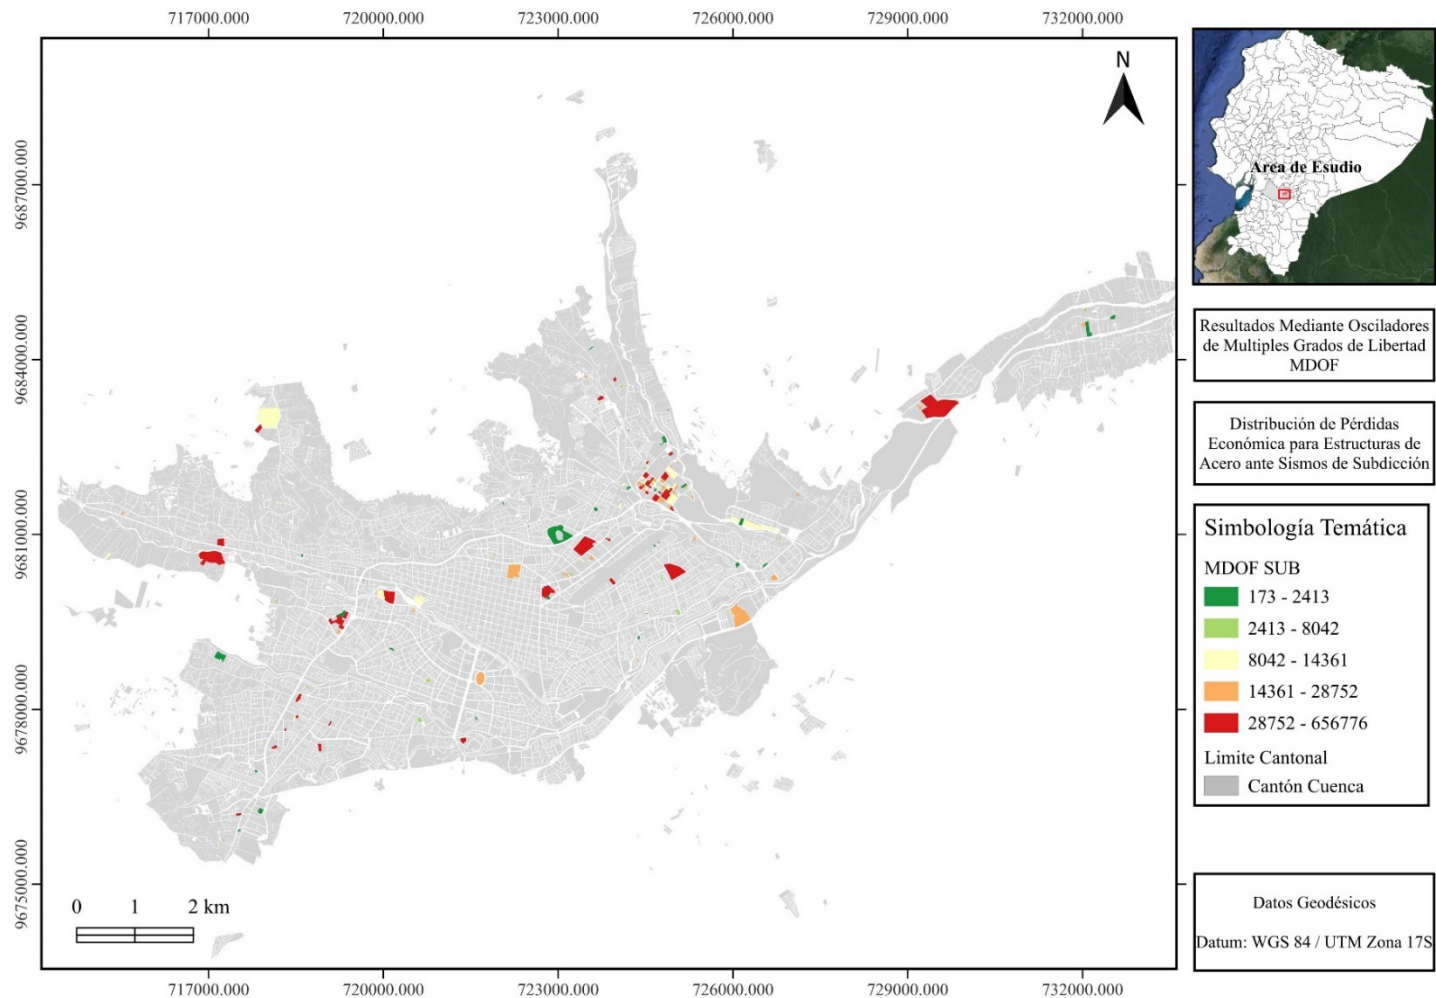 717000.000 720000.000 723000.000 726000.000 729000.000 732000.000
N
9687000.000
9684000.000
9681000.000
9678000.000
9675000.000
0 1 2 km
717000.000 720000.000 723000.000 726000.000 729000.000 732000.000
Area de Esudio
Resultados Mediante Osciladores
de Multiples Grados de Libertad
MDOF
Distribución de Pérdidas
Económica para Estructuras de
Acero ante Sismos de Subdicción
Simbología Temática
MDOF SUB
173 - 2413
2413 - 8042
8042 - 14361
14361 - 28752
28752 - 656776
Limite Cantonal
Cantón Cuenca
Datos Geodésicos
Datum: WGS 84 / UTM Zona 17S